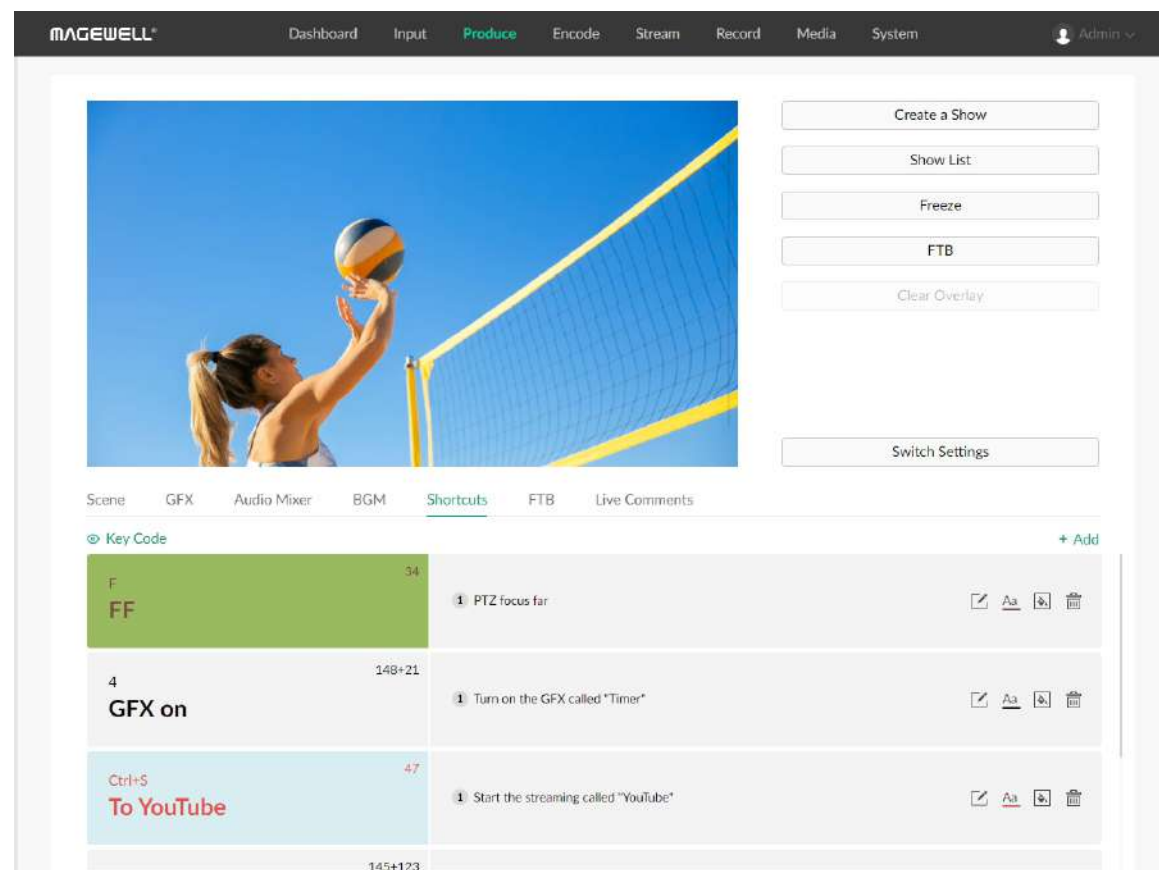 MAGEWELL®
Dashboard Input Produce Encode Stream Record Media System Admin
Create a Show
Show List
Freeze
FTB
Clear Overlay
Switch Settings
Scene GFX Audio Mixer BGM Shortcuts FTB Live Comments
Key Code + Add
F 34
FF
1 PTZ focus far Aa
4 148+21
GFX on
1 Turn on the GFX called "Timer" Aa
Ctrl+S 47
To YouTube
1 Start the streaming called "YouTube" Aa
145+123